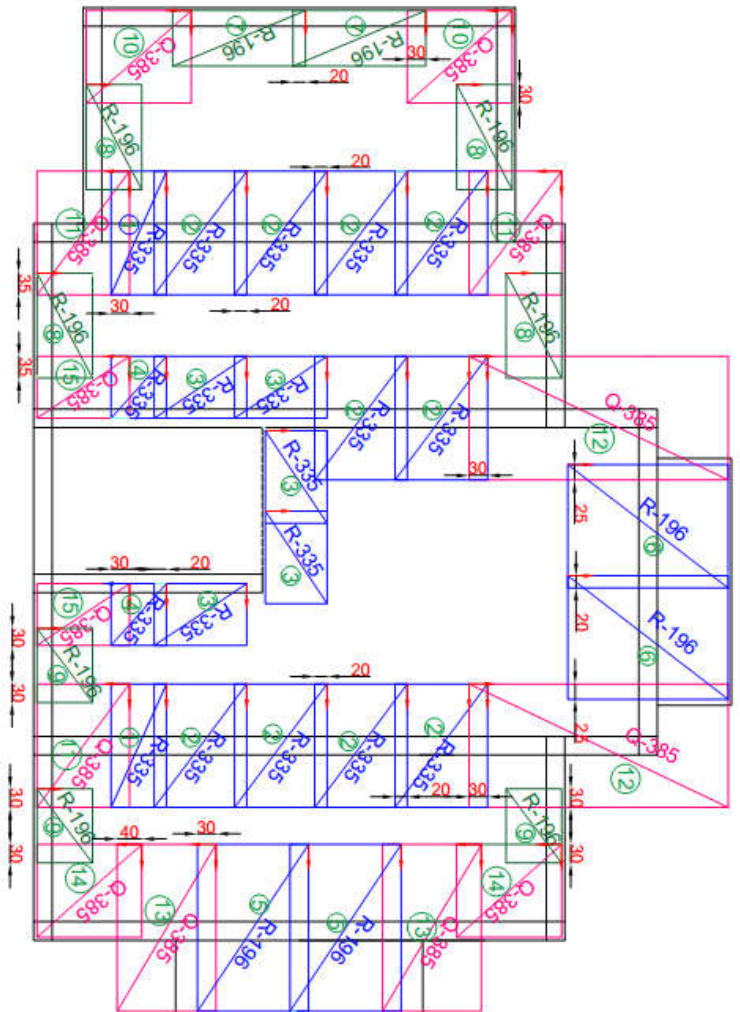 10 Q-385
7 R-196
7 R-196
30
10 Q-385
20
30
R-196 8
R-196 8
20
11 Q-385
1 R-335
2 R-335
2 R-335
2 R-335
2 R-335
11 Q-385
35
30
20
R-196 8
R-196 8
35
15 Q-385
4 R-335
3 R-335
3 R-335
2 R-335
2 R-335
Q-385 12
30
R-335 3
25
R-196 6
R-335 3
30
20
20
R-196 6
15 Q-385
4 R-335
3 R-335
30
R-196 9
30
20
25
11 Q-385
1 R-335
2 R-335
2 R-335
2 R-335
2 R-335
Q-385 12
20
30
30
R-196 9
30
R-196 9
30
30
40
30
14 Q-385
13 Q-385
5 R-196
5 R-196
13 Q-385
14 Q-385